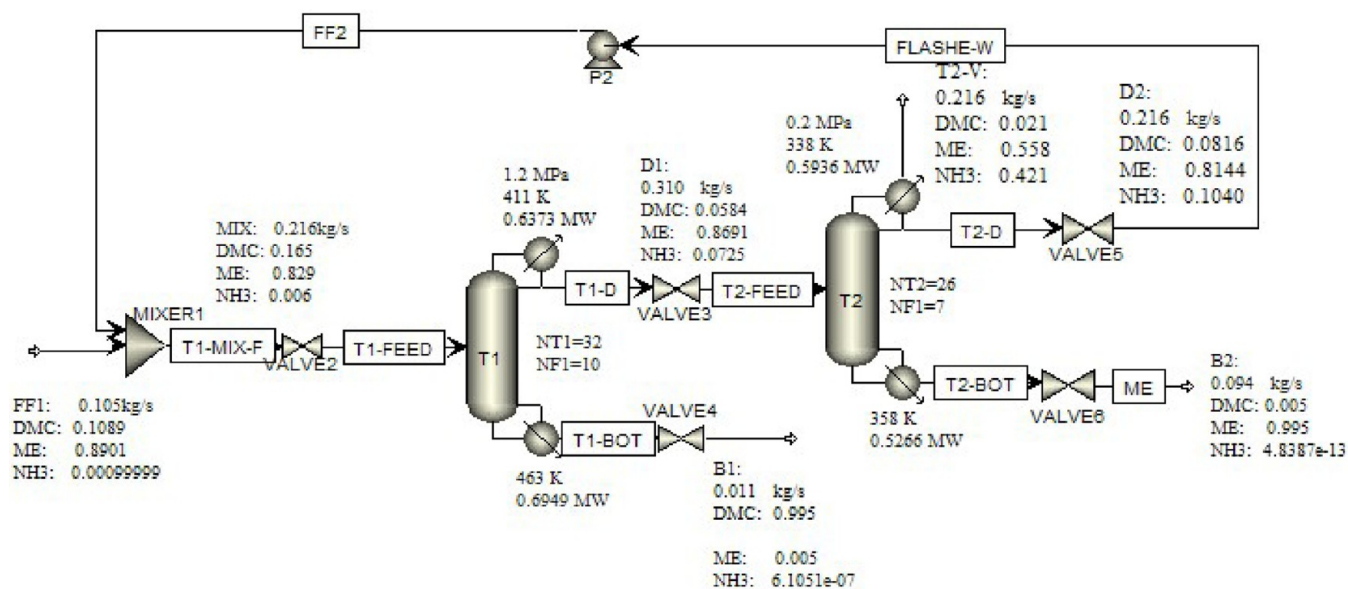 FF2
P2
FLASHE-W
T2-V:
0.216 kg/s
DMC: 0.021
ME: 0.558
NH3: 0.421
D2:
0.216 kg/s
DMC: 0.0816
ME: 0.8144
NH3: 0.1040
0.2 MPa
338 K
0.5936 MW
1.2 MPa
411 K
0.6373 MW
D1:
0.310 kg/s
DMC: 0.0584
ME: 0.8691
NH3: 0.0725
MIX: 0.216kg/s
DMC: 0.165
ME: 0.829
NH3: 0.006
MIXER1
T1-MIX-F
VALVE2
T1-FEED
T1
NT1=32
NF1=10
T1-D
VALVE3
T2-FEED
T2
NT2=26
NF1=7
T2-D
VALVE5
FF1: 0.105kg/s
DMC: 0.1089
ME: 0.8901
NH3: 0.00099999
463 K
0.6949 MW
T1-BOT
VALVE4
B1:
0.011 kg/s
DMC: 0.995
ME: 0.005
NH3: 6.1051e-07
358 K
0.5266 MW
T2-BOT
VALVE6
ME
B2:
0.094 kg/s
DMC: 0.005
ME: 0.995
NH3: 4.8387e-13